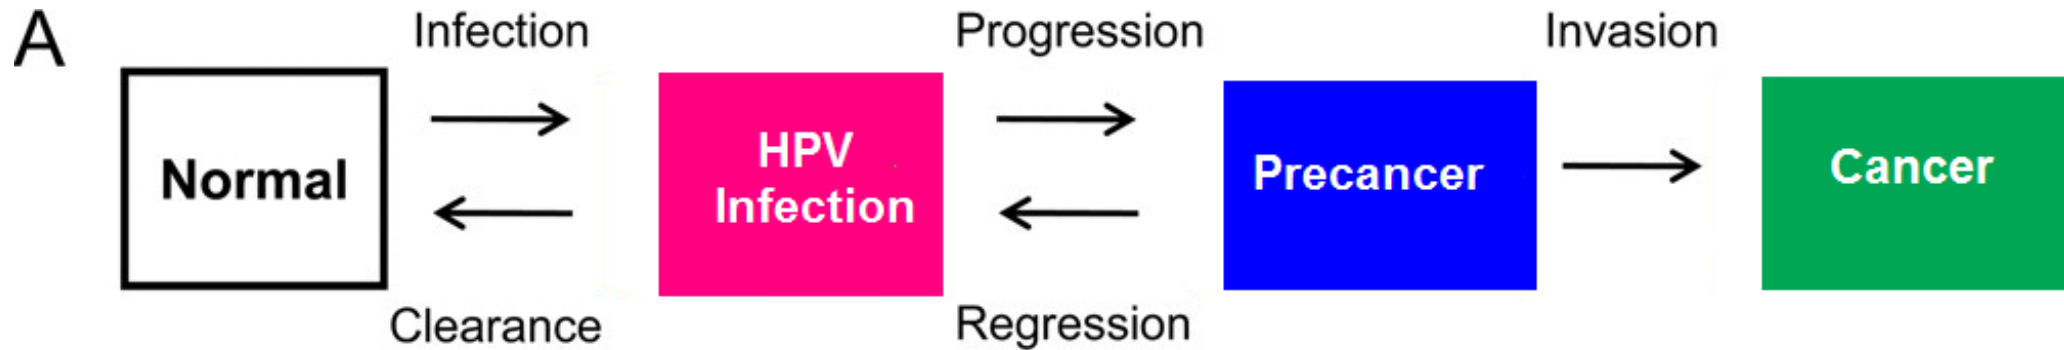 A
Infection
Progression
Invasion
Normal
HPV
Infection
Precancer
Cancer
Clearance
Regression